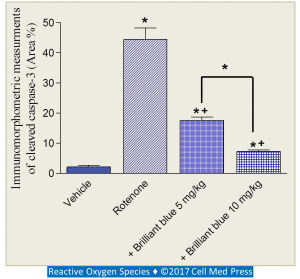 Immunomorphometric measurments
of cleaved caspase-3 (Area %)
50
40
30
20
10
0
*
*+
*
*+
Vehicle
Rotenone
+ Brilliant blue 5 mg/kg
+ Brilliant blue 10 mg/kg
Reactive Oxygen Species ♦ ©2017 Cell Med Press